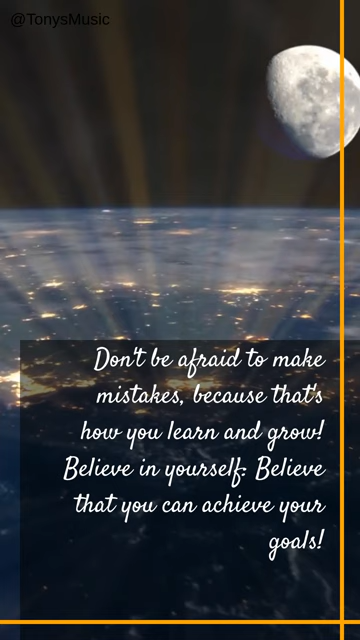 @TonysMusic
Don't be afraid to make
mistakes, because that's
how you learn and grow!
Believe in yourself. Believe
that you can achieve your
goals!